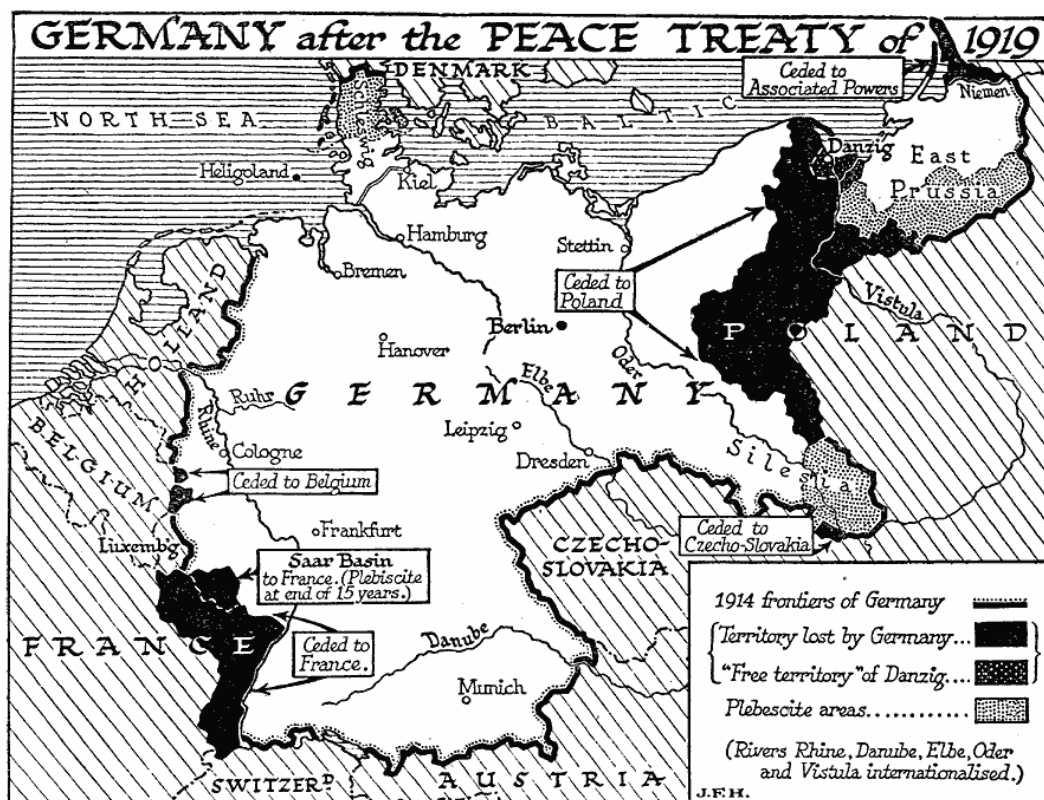 GERMANY after the PEACE TREATY of 1919
DENMARK
Ceded to
Associated Powers
Niemen
NORTH SEA
Schleswig
BALTIC
Danzig
East
Prussia
Heligoland
Kiel
Hamburg
Stettin
Bremen
Ceded to
Poland
Vistula
HOLLAND
Berlin
POLAND
Hanover
Oder
Elbe
Ruhr
GERMANY
Rhine
BELGIUM
Leipzig
Cologne
Silesia
Dresden
Ceded to Belgium
Frankfurt
Ceded to
Czecho-Slovakia
Luxemb'g
CZECHO-
SLOVAKIA
Saar Basin
to France. (Plebiscite
at end of 15 years.)
FRANCE
Ceded to
France.
Danube
Munich
SWITZERD.
AUSTRIA
1914 frontiers of Germany
Territory lost by Germany...
"Free territory" of Danzig....
Plebescite areas............
(Rivers Rhine, Danube, Elbe, Oder
and Vistula internationalised.)
J.F.H.